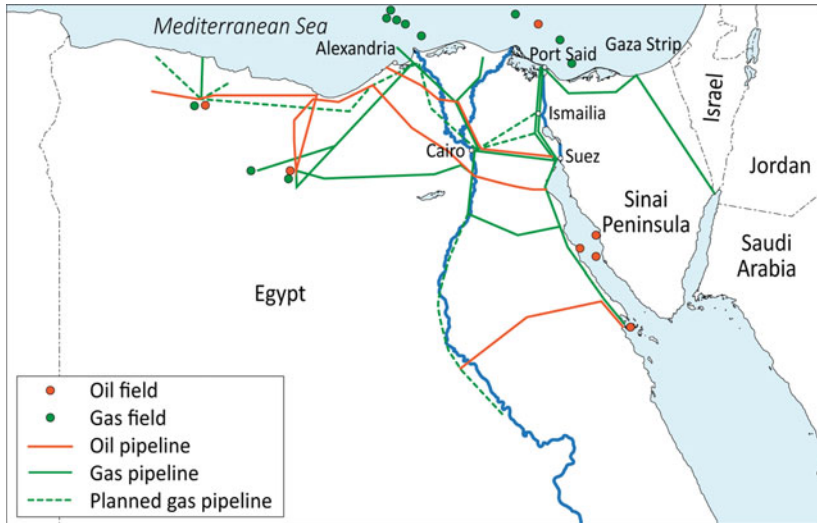 Mediterranean Sea
Alexandria
Port Said
Gaza Strip
Israel
Ismailia
Cairo
Suez
Jordan
Sinai
Peninsula
Saudi
Arabia
Egypt
Oil field
Gas field
Oil pipeline
Gas pipeline
Planned gas pipeline